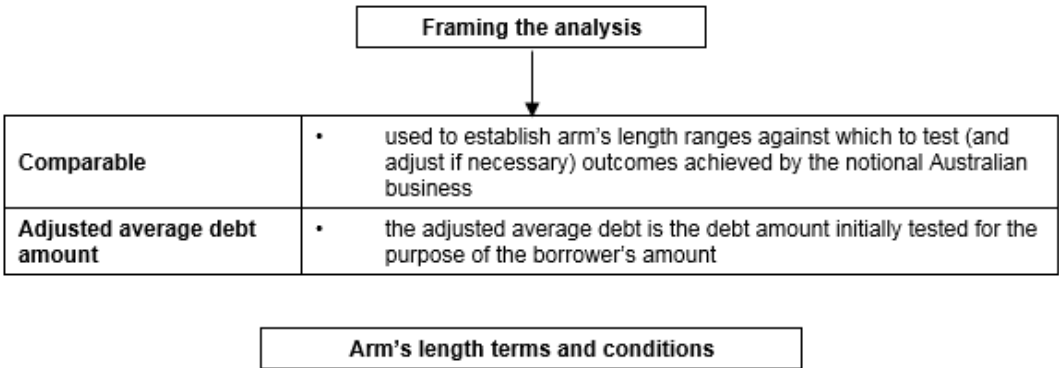 Framing the analysis
Comparable
• used to establish arm's length ranges against which to test (and
adjust if necessary) outcomes achieved by the notional Australian
business
Adjusted average debt
amount
• the adjusted average debt is the debt amount initially tested for the
purpose of the borrower's amount
Arm's length terms and conditions